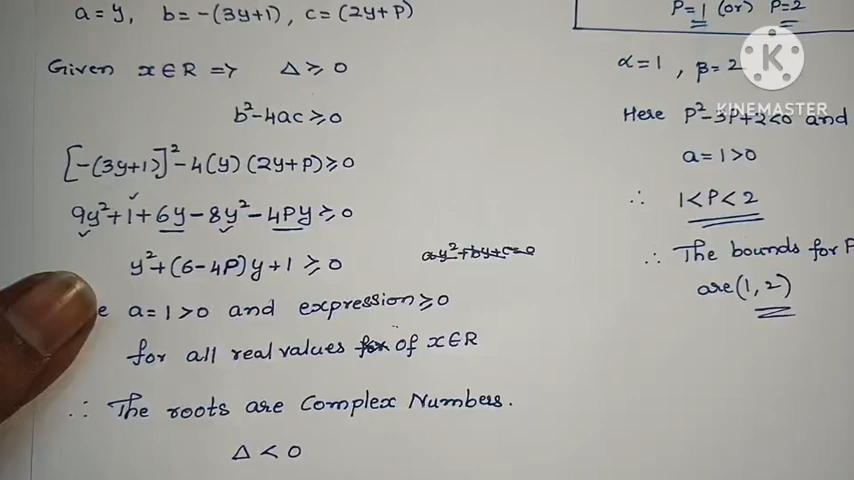 a = y, b = -(3y+1), c = (2y+P)
Given x∈R => Δ ≥ 0
b²-4ac ≥ 0
[-(3y+1)]²-4(y)(2y+P) ≥ 0
9y²+1+6y-8y²-4Py ≥ 0
y²+(6-4P)y+1 ≥ 0
ay²+by+c=0
a=1>0 and expression ≥ 0
for all real values of x∈R
∴ The roots are Complex Numbers.
Δ < 0
P=1 (or) P=2
α=1, β=2
KINEMASTER
Here P²-3P+2<0 and
a=1>0
∴ 1<P<2
∴ The bounds for P
are (1,2)